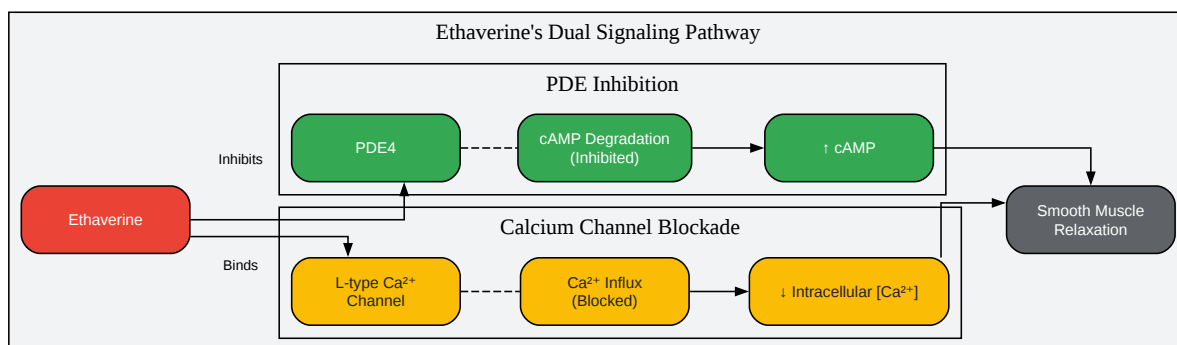 Ethaverine's Dual Signaling Pathway
PDE Inhibition
PDE4
cAMP Degradation
(Inhibited)
↑ cAMP
Inhibits
Ethaverine
Smooth Muscle
Relaxation
Calcium Channel Blockade
Binds
L-type Ca²⁺
Channel
Ca²⁺ Influx
(Blocked)
↓ Intracellular [Ca²⁺]